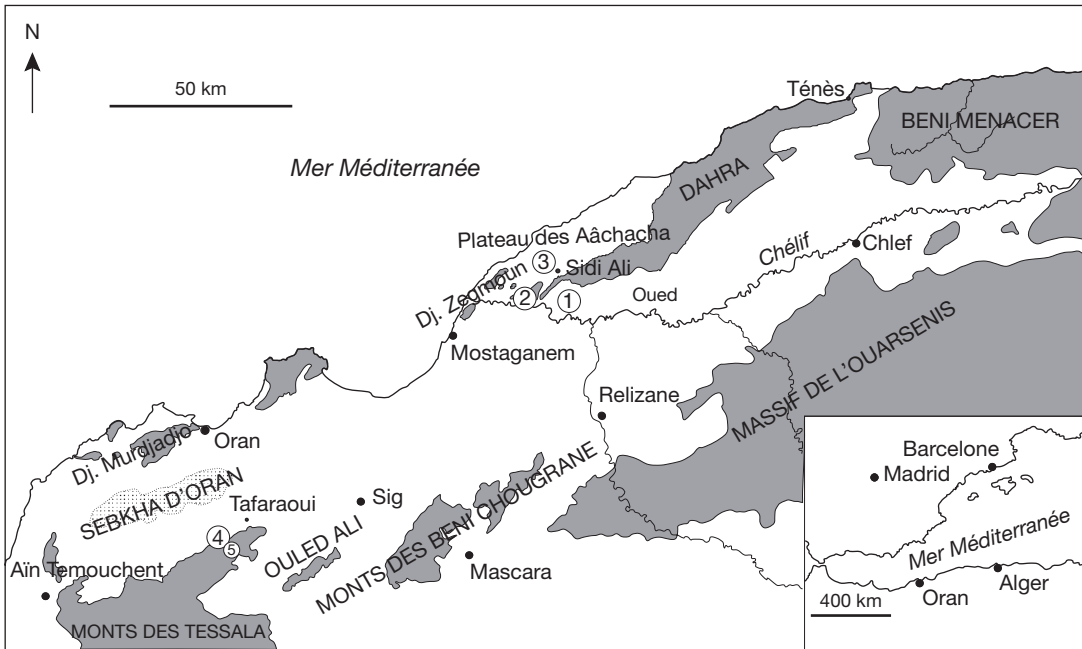 N
50 km
Ténès
BENI MENACER
Mer Méditerranée
DAHRA
Plateau des Aâchacha
Chélif
Chlef
3
Sidi Ali
Dj. Zegmoun
2
1
Oued
Mostaganem
MASSIF DE L'OUARSENIS
Relizane
Oran
Dj. Murdjadjo
SEBKHA D'ORAN
Tafaraoui
Sig
4
5
OULED ALI
MONTS DES BENI CHOUGRANE
Aïn Temouchent
Mascara
MONTS DES TESSALA
Barcelone
Madrid
Mer Méditerranée
Alger
Oran
400 km